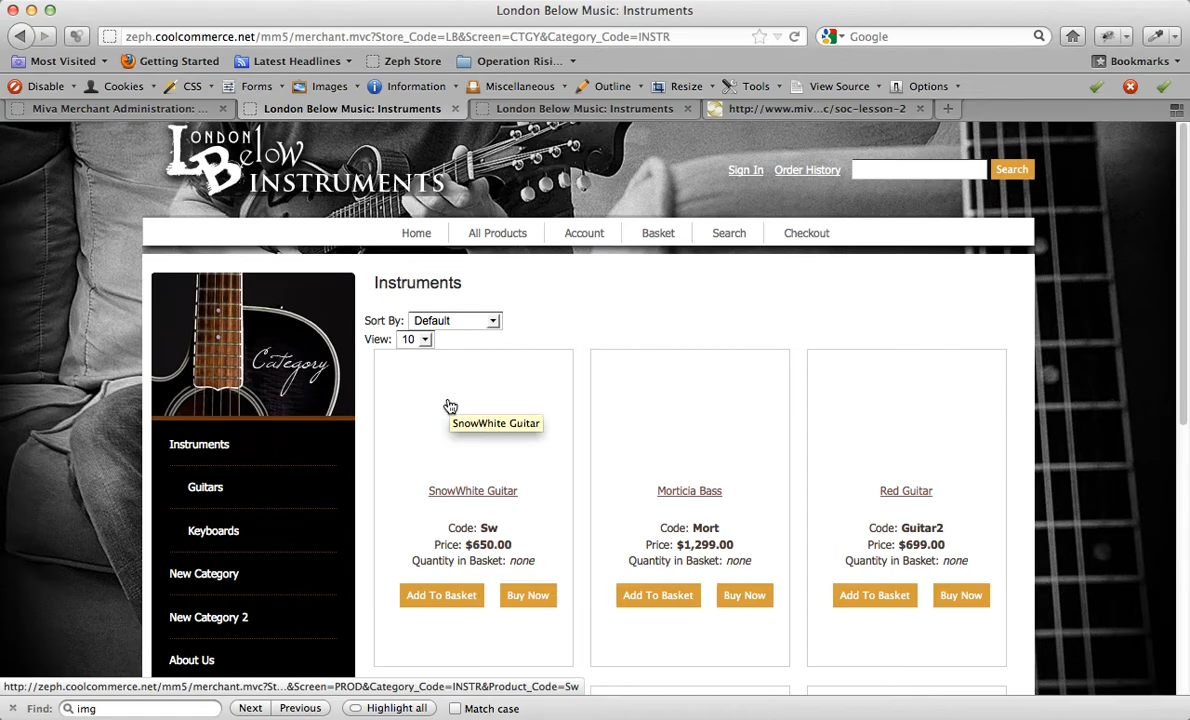 London Below Music: Instruments
zeph.coolcommerce.net/mm5/merchant.mvc?Store_Code=LB&Screen=CTGY&Category_Code=INSTR
Google
Most Visited
Getting Started
Latest Headlines
Zeph Store
Operation Risi...
Bookmarks
Disable
Cookies
CSS
Forms
Images
Information
Miscellaneous
Outline
Resize
Tools
View Source
Options
Miva Merchant Administration: ...
London Below Music: Instruments
London Below Music: Instruments
http://www.miv...c/soc-lesson-2
LONDON
Below
INSTRUMENTS
Sign In
Order History
Search
Home
All Products
Account
Basket
Search
Checkout
Category
Instruments
Guitars
Keyboards
New Category
New Category 2
About Us
Instruments
Sort By: Default
View: 10
SnowWhite Guitar
SnowWhite Guitar
Code: Sw
Price: $650.00
Quantity in Basket: none
Add To Basket
Buy Now
Morticia Bass
Code: Mort
Price: $1,299.00
Quantity in Basket: none
Add To Basket
Buy Now
Red Guitar
Code: Guitar2
Price: $699.00
Quantity in Basket: none
Add To Basket
Buy Now
http://zeph.coolcommerce.net/mm5/merchant.mvc?St...&Screen=PROD&Category_Code=INSTR&Product_Code=Sw
Find: img
Next
Previous
Highlight all
Match case